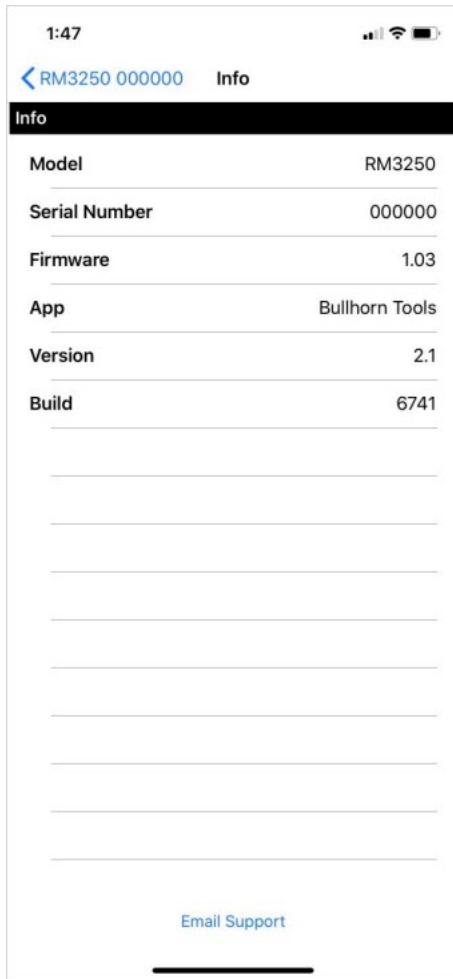 1:47
RM3250 000000 Info
Info
Model RM3250
Serial Number 000000
Firmware 1.03
App Bullhorn Tools
Version 2.1
Build 6741
Email Support